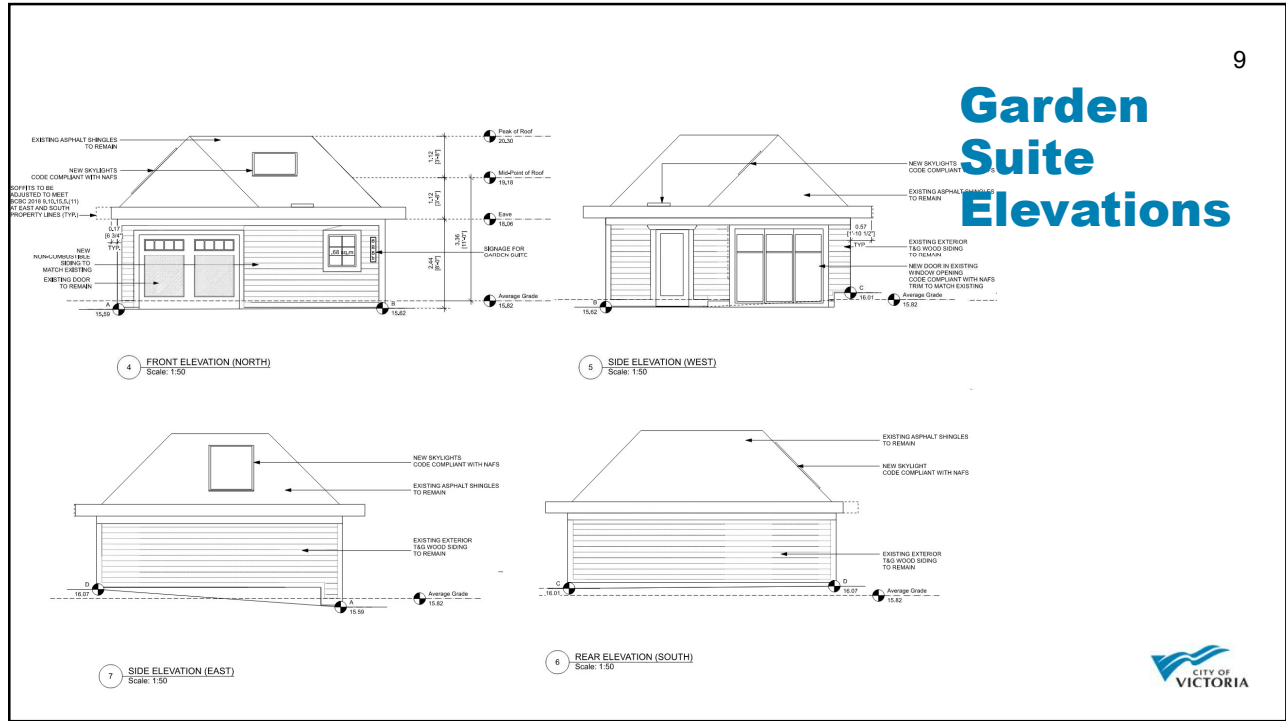 9
Garden
Suite
Elevations
EXISTING ASPHALT SHINGLES
TO REMAIN
NEW SKYLIGHTS
CODE COMPLIANT WITH NAFS
SOFFITS TO BE
ADJUSTED TO MEET
BCBC 2018 9.10.15.5.(11)
AT EAST AND SOUTH
PROPERTY LINES (TYP.)
0.17
[6 3/4"]
TYP.
NEW
NON-COMBUSTIBLE
SIDING TO
MATCH EXISTING
EXISTING DOOR
TO REMAIN
A
15.59
.68 sq.m
SIGNAGE FOR
GARDEN SUITE
B
15.62
Peak of Roof
20.30
1.12
[3'-8"]
Mid-Point of Roof
19.18
1.12
[3'-8"]
Eave
18.06
3.36
[11'-0"]
2.44
[8'-0"]
Average Grade
15.82
4
FRONT ELEVATION (NORTH)
Scale: 1:50
NEW SKYLIGHTS
CODE COMPLIANT WITH NAFS
EXISTING ASPHALT SHINGLES
TO REMAIN
0.57
[1'-10 1/2"]
TYP.
EXISTING EXTERIOR
T&G WOOD SIDING
TO REMAIN
NEW DOOR IN EXISTING
WINDOW OPENING
CODE COMPLIANT WITH NAFS
TRIM TO MATCH EXISTING
B
15.62
C
16.01
Average Grade
15.82
5
SIDE ELEVATION (WEST)
Scale: 1:50
NEW SKYLIGHTS
CODE COMPLIANT WITH NAFS
EXISTING ASPHALT SHINGLES
TO REMAIN
EXISTING EXTERIOR
T&G WOOD SIDING
TO REMAIN
D
16.07
A
15.59
Average Grade
15.82
7
SIDE ELEVATION (EAST)
Scale: 1:50
EXISTING ASPHALT SHINGLES
TO REMAIN
NEW SKYLIGHT
CODE COMPLIANT WITH NAFS
EXISTING EXTERIOR
T&G WOOD SIDING
TO REMAIN
C
16.01
D
16.07
Average Grade
15.82
6
REAR ELEVATION (SOUTH)
Scale: 1:50
CITY OF
VICTORIA